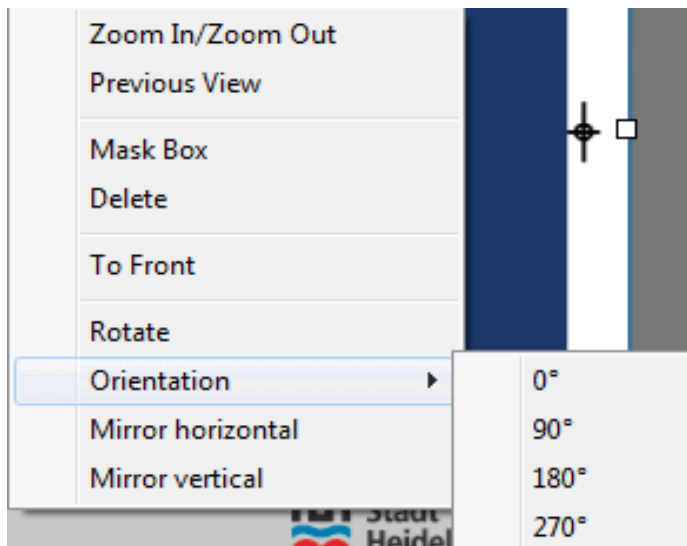 Zoom In/Zoom Out
Previous View
Mask Box
Delete
To Front
Rotate
Orientation
0°
Mirror horizontal
90°
Mirror vertical
180°
Stadt
270°